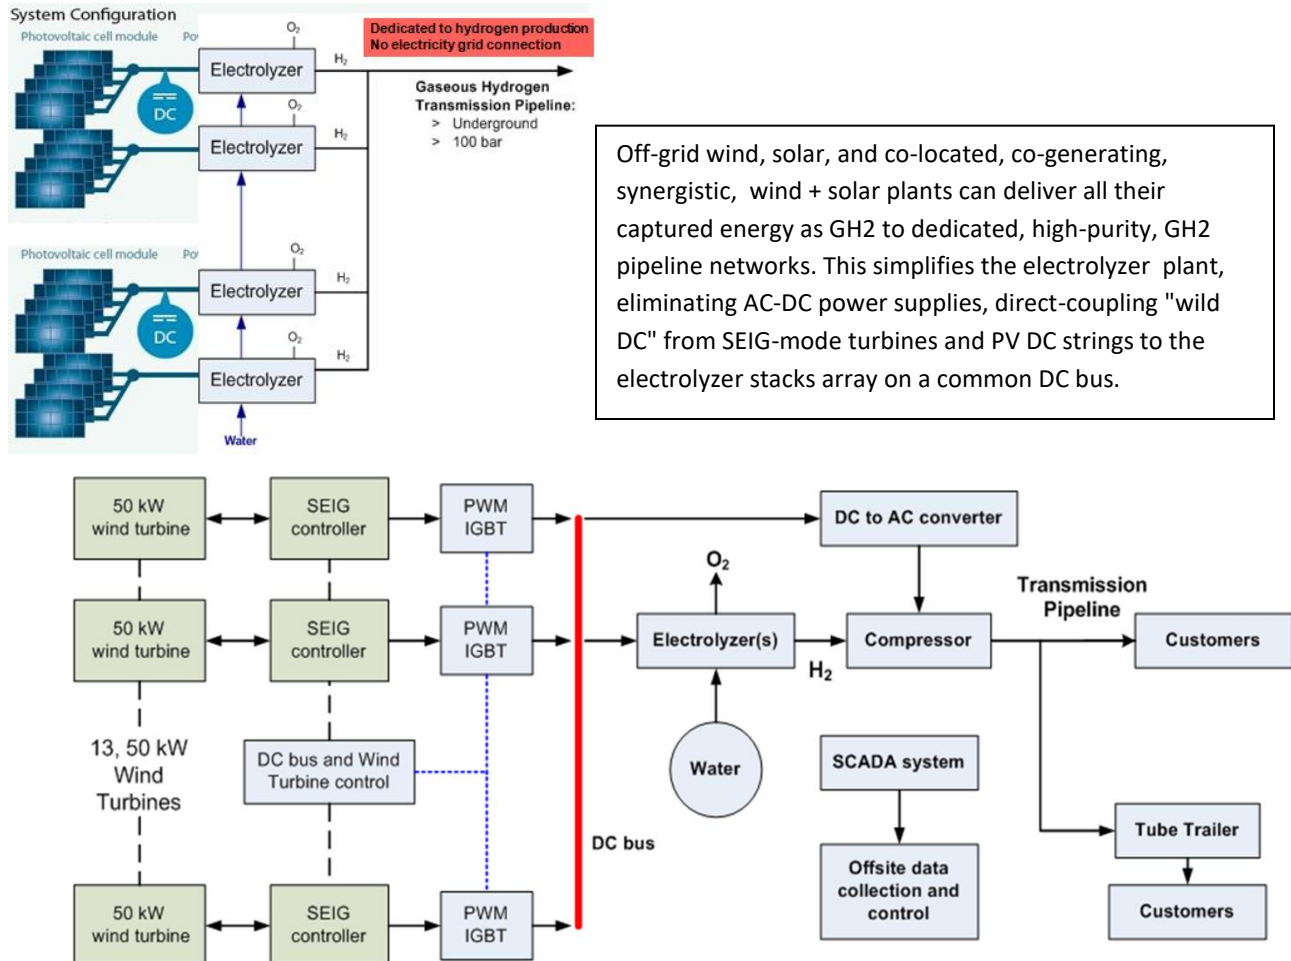 System Configuration
Photovoltaic cell module
Po
DC
O2
Electrolyzer
H2
Dedicated to hydrogen production
No electricity grid connection
Gaseous Hydrogen
Transmission Pipeline:
> Underground
> 100 bar
O2
Electrolyzer
H2
Photovoltaic cell module
Po
DC
O2
Electrolyzer
H2
O2
Electrolyzer
H2
Water
Off-grid wind, solar, and co-located, co-generating,
synergistic, wind + solar plants can deliver all their
captured energy as GH2 to dedicated, high-purity, GH2
pipeline networks. This simplifies the electrolyzer plant,
eliminating AC-DC power supplies, direct-coupling "wild
DC" from SEIG-mode turbines and PV DC strings to the
electrolyzer stacks array on a common DC bus.
50 kW
wind turbine
SEIG
controller
PWM
IGBT
DC to AC converter
50 kW
wind turbine
SEIG
controller
PWM
IGBT
O2
Electrolyzer(s)
H2
Compressor
Transmission
Pipeline
Customers
13, 50 kW
Wind
Turbines
DC bus and Wind
Turbine control
DC bus
Water
SCADA system
Offsite data
collection and
control
Tube Trailer
Customers
50 kW
wind turbine
SEIG
controller
PWM
IGBT